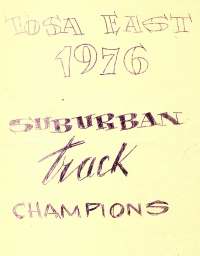 TOSA EAST
1976
SUBURBAN
track
CHAMPIONS